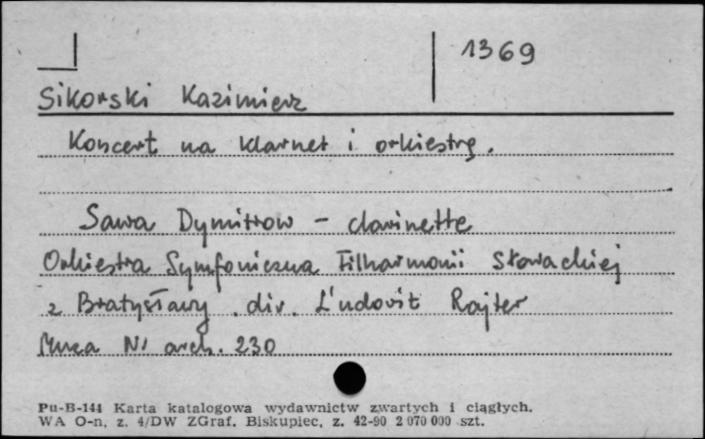 1369
Sikorski Kazimierz
Koncert na klarnet i orkiestrę.
Sawa Dymitrow - clarinette
Orkiestra Symfoniczna Filharmonii Słowackiej
z Bratysławy . dir. L'udovit Rajter
Muza Nr arch. 230
Pu-B-144 Karta katalogowa wydawnictw zwartych i ciągłych.
WA O-n, z. 4/DW ZGraf. Biskupiec, z. 42-90 2 070 000 szt.